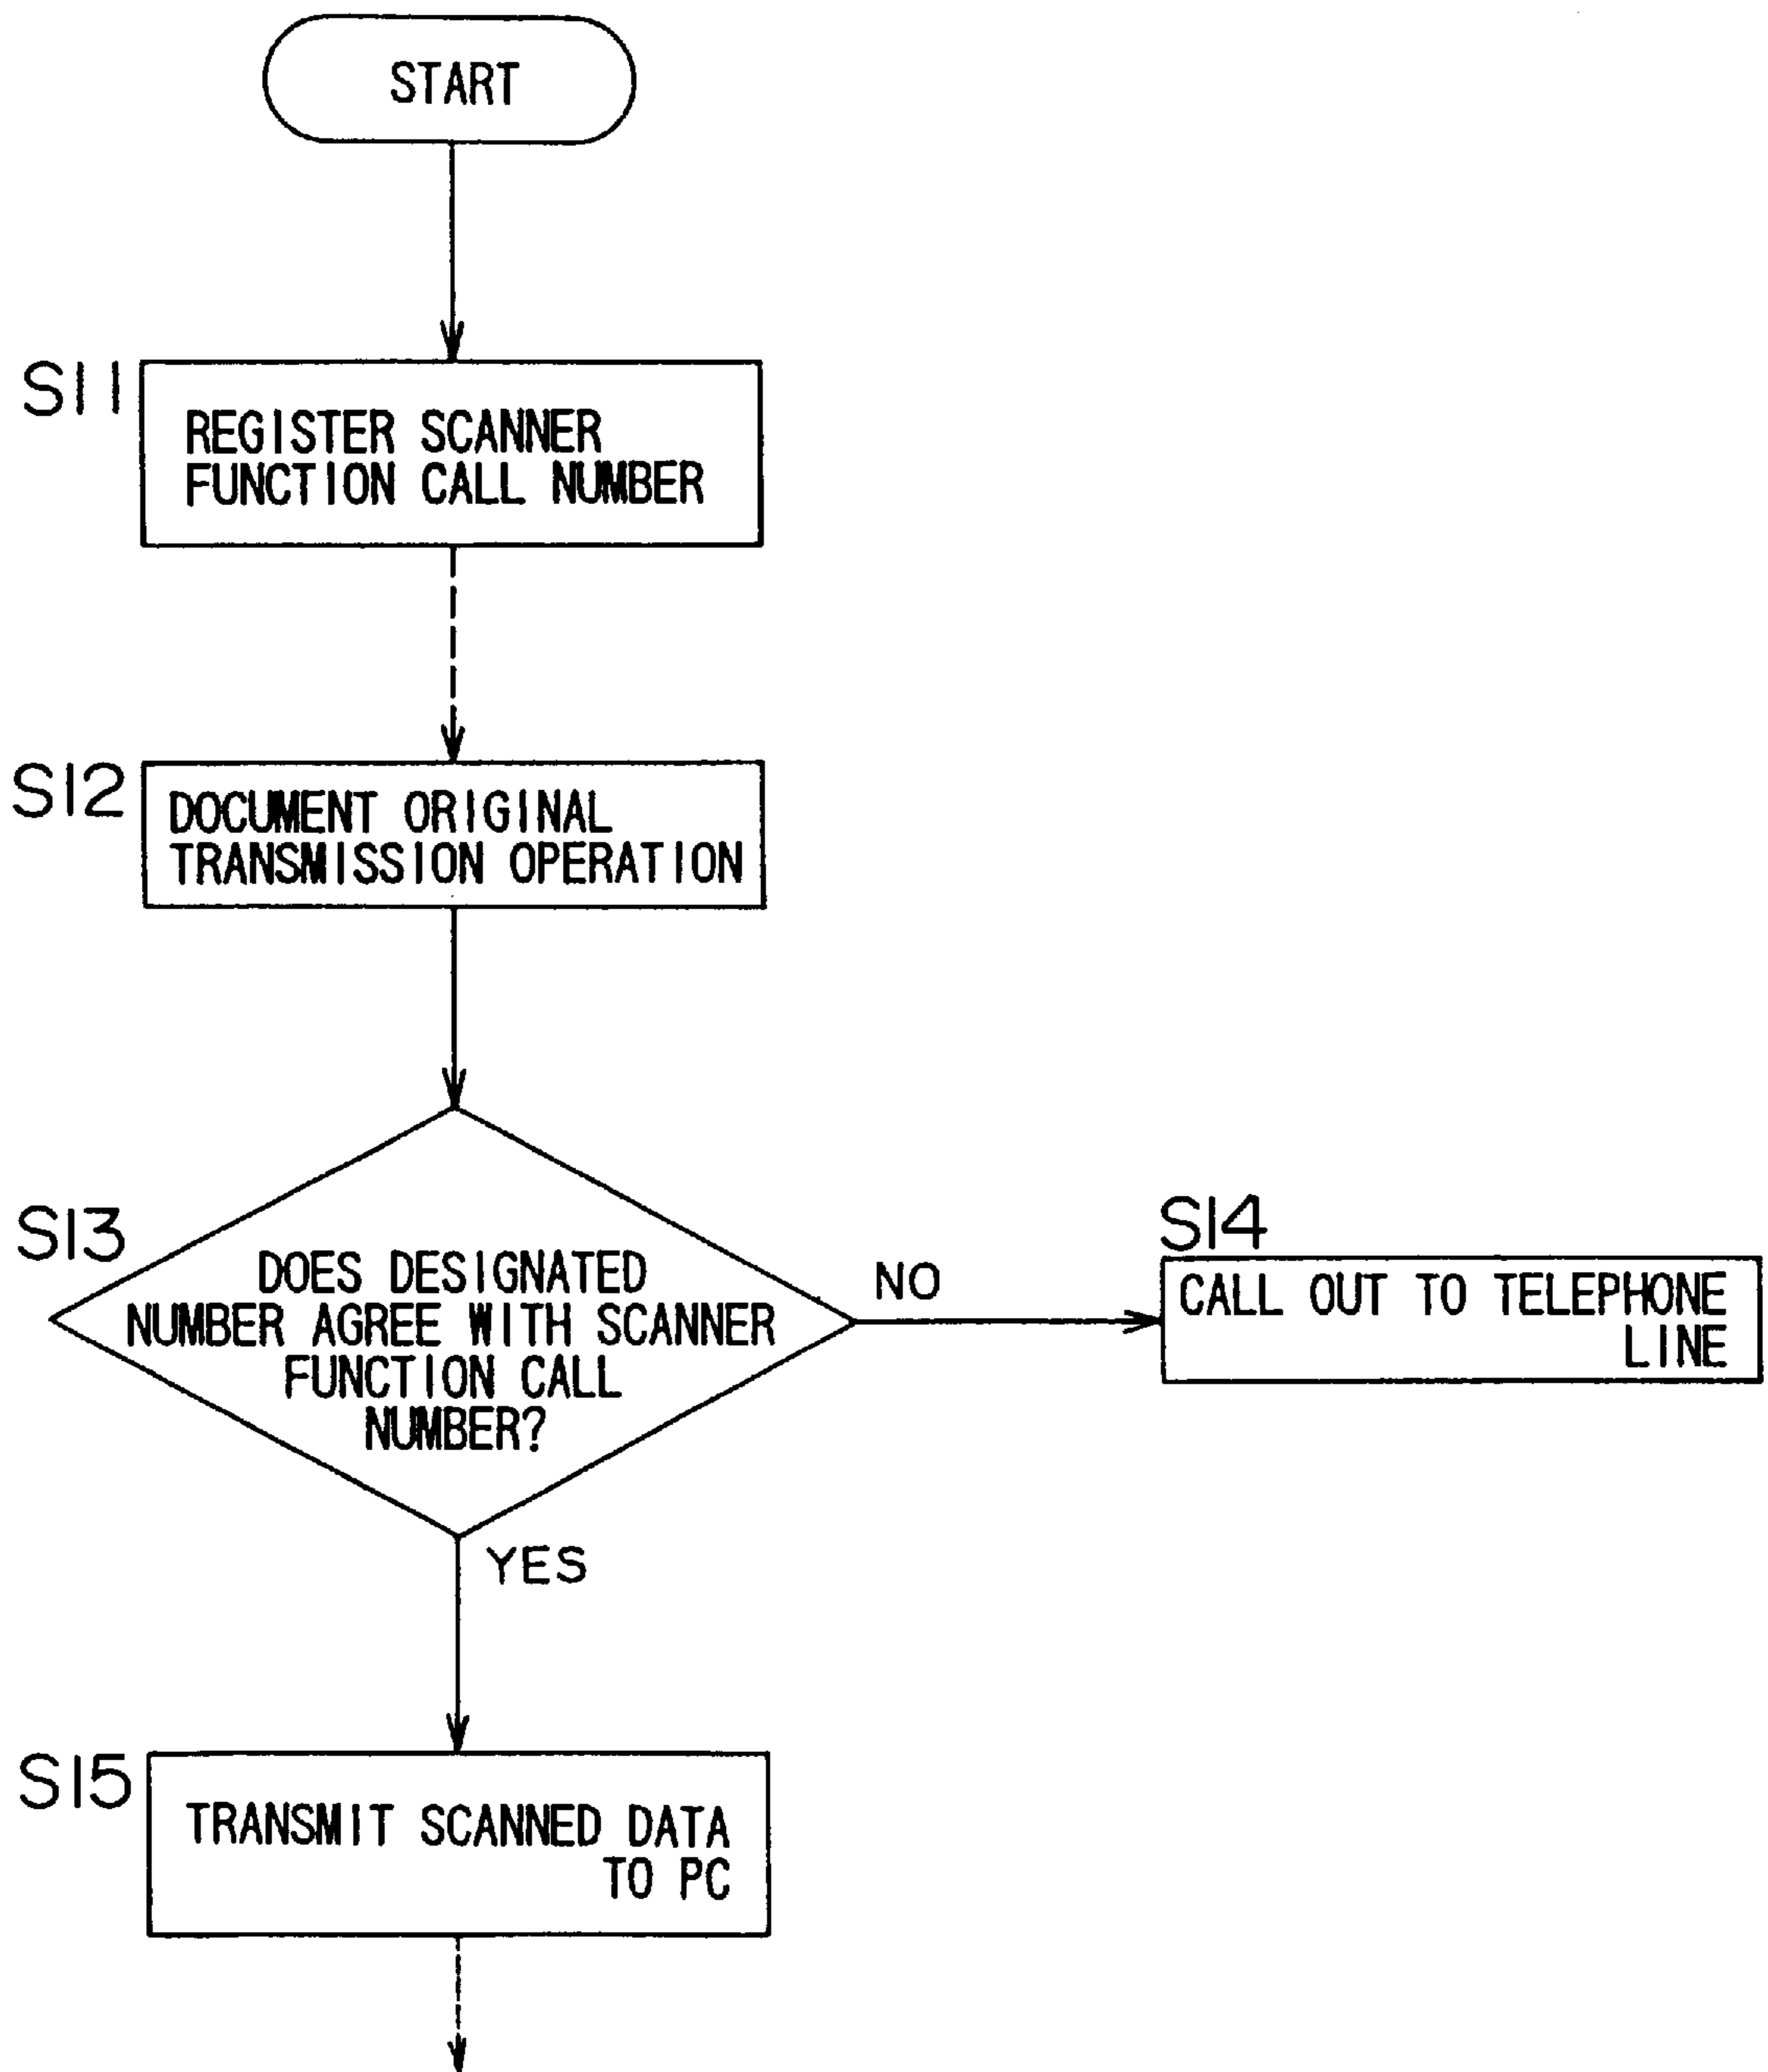 START
S11
REGISTER SCANNER
FUNCTION CALL NUMBER
S12
DOCUMENT ORIGINAL
TRANSMISSION OPERATION
S13
DOES DESIGNATED
NUMBER AGREE WITH SCANNER
FUNCTION CALL
NUMBER?
NO
S14
CALL OUT TO TELEPHONE
LINE
YES
S15
TRANSMIT SCANNED DATA
TO PC